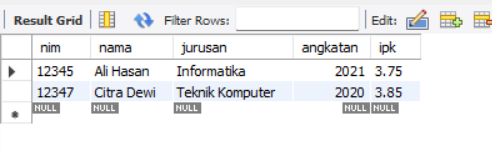 Result Grid Filter Rows: Edit:
nim nama jurusan angkatan ipk
12345 Ali Hasan Informatika 2021 3.75
12347 Citra Dewi Teknik Komputer 2020 3.85
NULL NULL NULL NULL NULL